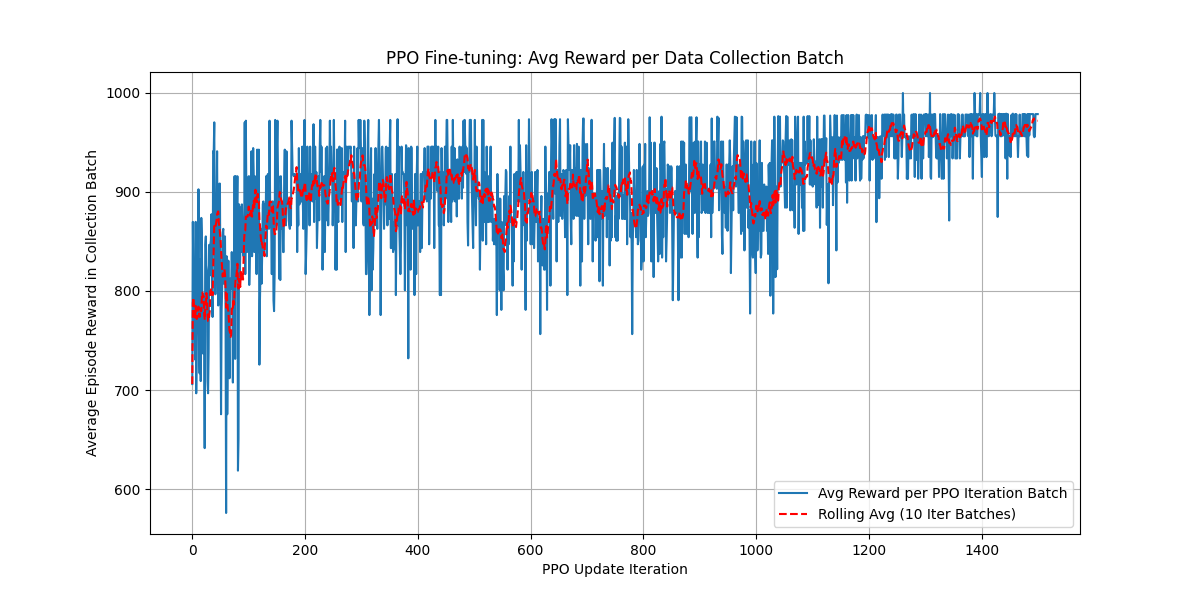 PPO Fine-tuning: Avg Reward per Data Collection Batch
Average Episode Reward in Collection Batch
1000
900
800
700
600
0 200 400 600 800 1000 1200 1400
PPO Update Iteration
Avg Reward per PPO Iteration Batch
Rolling Avg (10 Iter Batches)